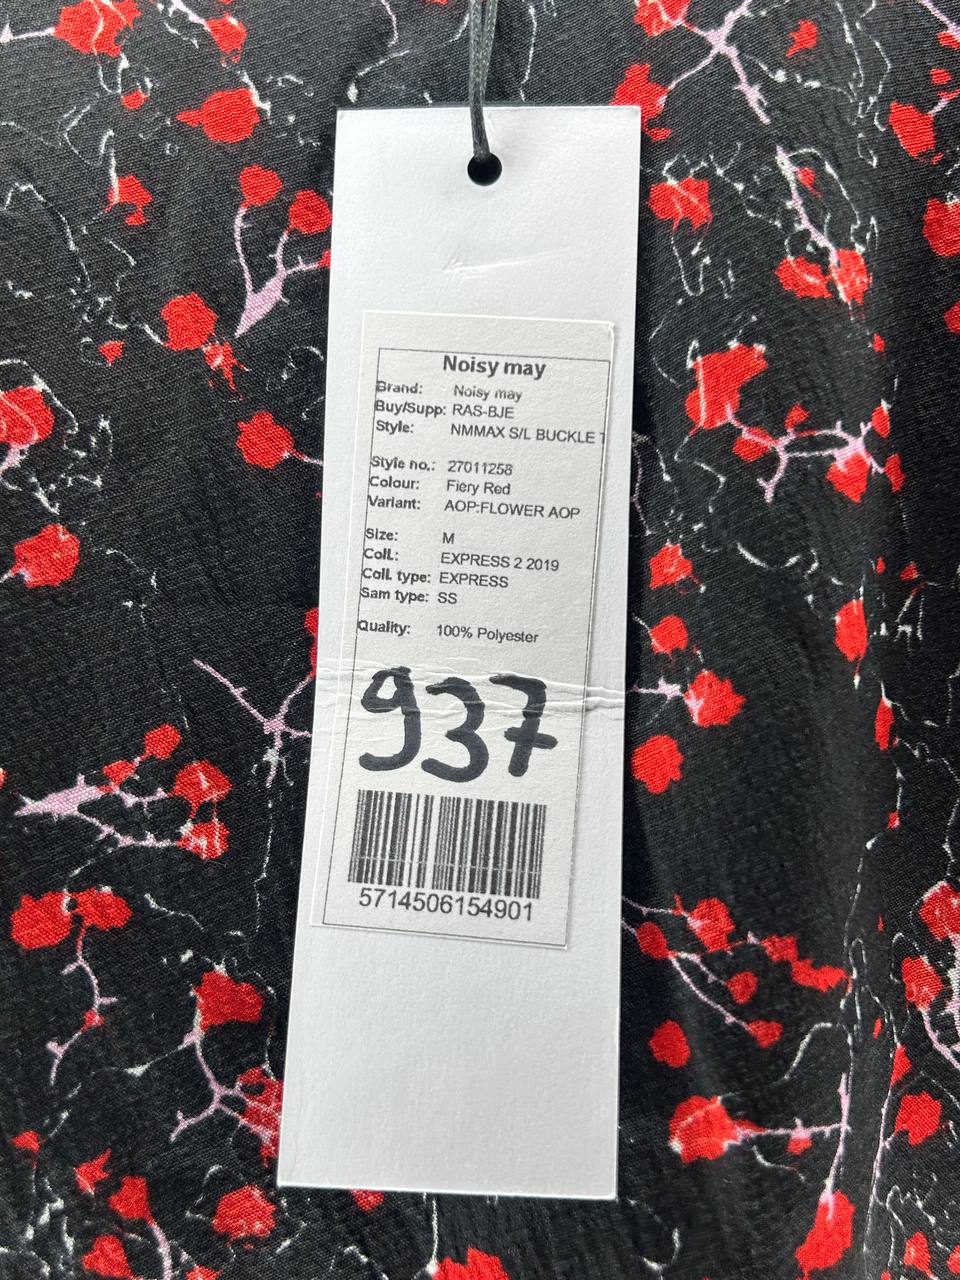 Noisy may
Brand: Noisy may
Buy/Supp: RAS-BJE
Style: NMMAX S/L BUCKLE T
Style no.: 27011258
Colour: Fiery Red
Variant: AOP:FLOWER AOP
Size: M
Coll.: EXPRESS 2 2019
Coll. type: EXPRESS
Sam type: SS
Quality: 100% Polyester
937
5714506154901